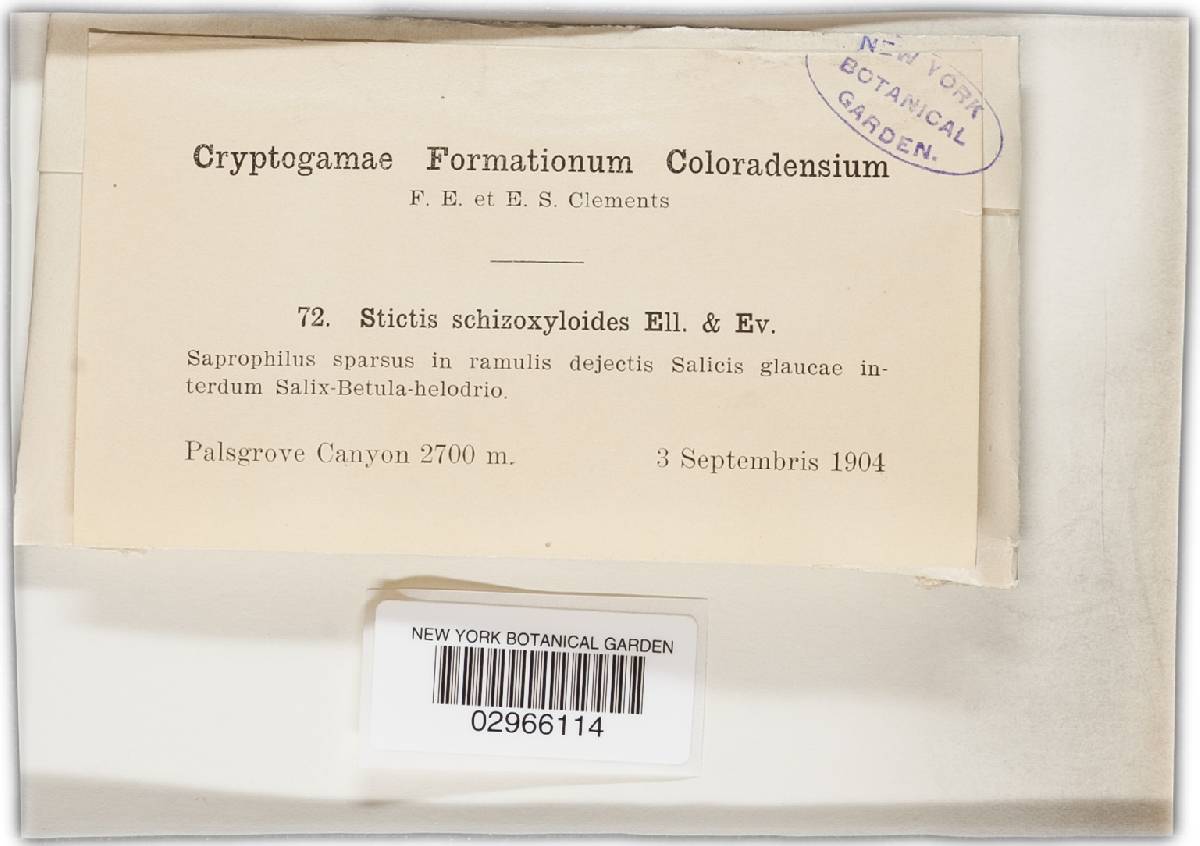 NEW YORK
BOTANICAL
GARDEN.
Cryptogamae Formationum Coloradensium
F. E. et E. S. Clements
72. Stictis schizoxyloides Ell. & Ev.
Saprophilus sparsus in ramulis dejectis Salicis glaucae in-
terdum Salix-Betula-helodrio.
Palsgrove Canyon 2700 m. 3 Septembris 1904
NEW YORK BOTANICAL GARDEN
02966114